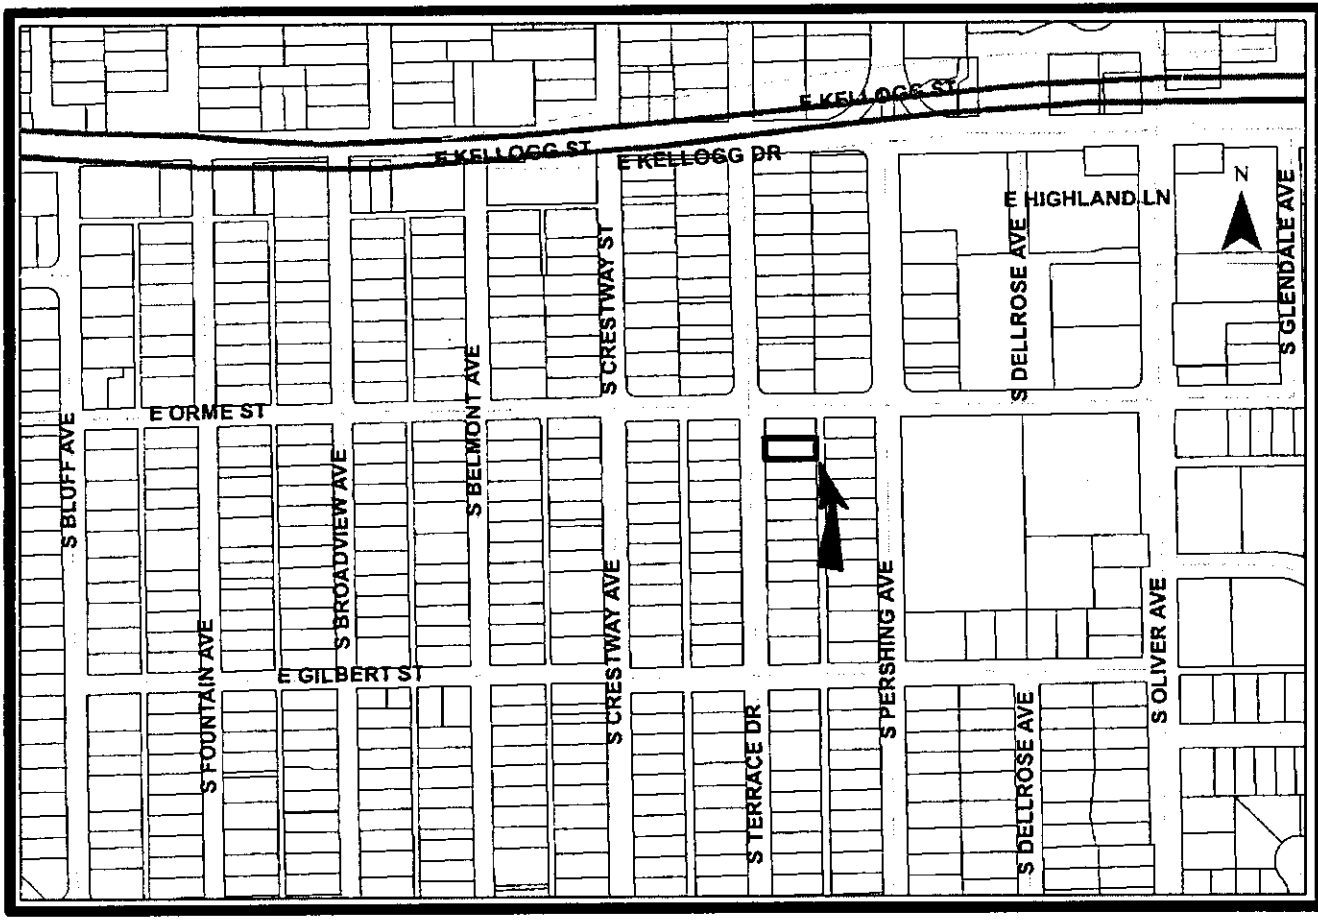 E KELLOGG ST
E KELLOGG ST
E KELLOGG DR
N
E HIGHLAND LN
S GLENDALE AVE
S DELLROSE AVE
S CRESTWAY ST
S BELMONT AVE
E ORME ST
S BLUFF AVE
S BROADVIEW AVE
S FOUNTAIN AVE
E GILBERT ST
S CRESTWAY AVE
S PERSHING AVE
S OLIVER AVE
S TERRACE DR
S DELLROSE AVE